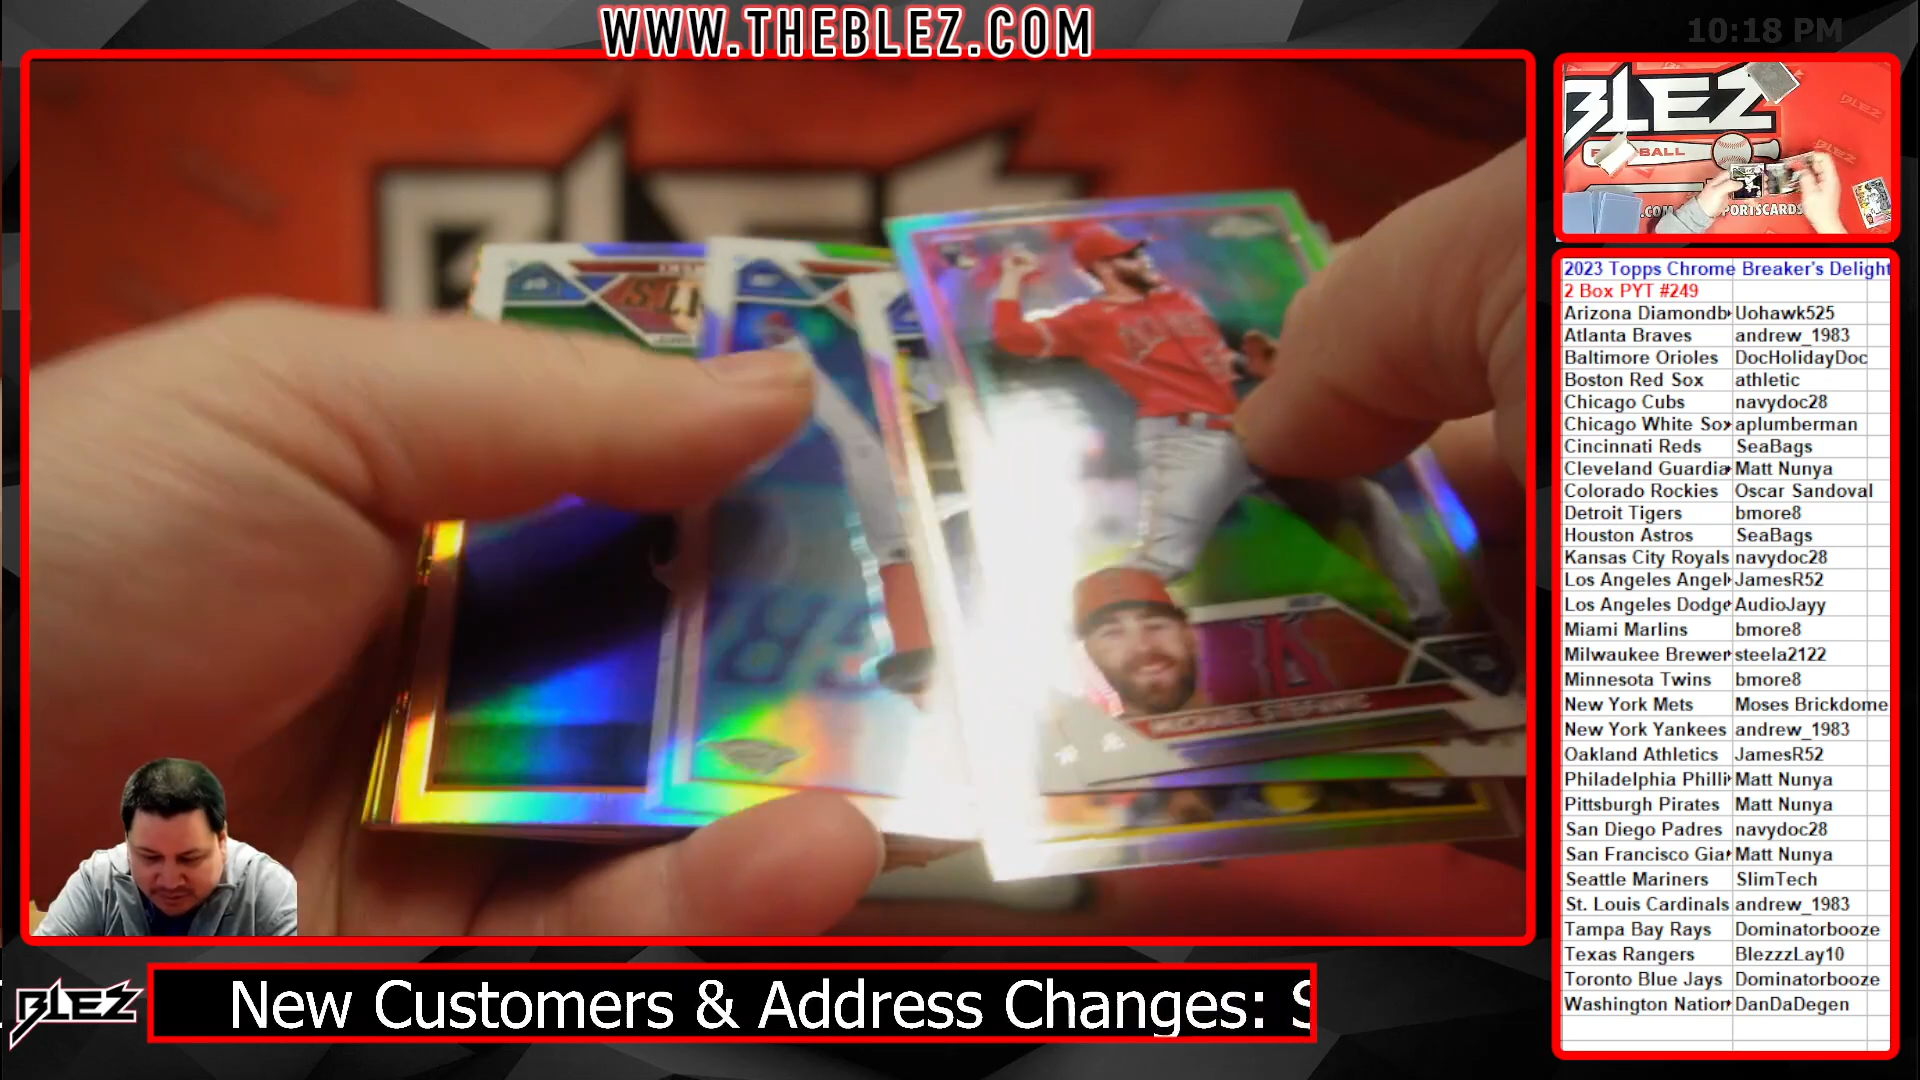 WWW.THEBLEZ.COM
10:18 PM
BLEZ
2023 Topps Chrome Breaker's Delight
2 Box PYT #249
Arizona Diamondb Uohawk525
Atlanta Braves andrew_1983
Baltimore Orioles DocHolidayDoc
Boston Red Sox athletic
Chicago Cubs navydoc28
Chicago White Sox aplumberman
Cincinnati Reds SeaBags
Cleveland Guardia Matt Nunya
Colorado Rockies Oscar Sandoval
Detroit Tigers bmore8
Houston Astros SeaBags
Kansas City Royals navydoc28
Los Angeles Angel JamesR52
Los Angeles Dodge AudioJayy
Miami Marlins bmore8
Milwaukee Brewer steela2122
Minnesota Twins bmore8
New York Mets Moses Brickdome
New York Yankees andrew_1983
Oakland Athletics JamesR52
Philadelphia Philli Matt Nunya
Pittsburgh Pirates Matt Nunya
San Diego Padres navydoc28
San Francisco Gia Matt Nunya
Seattle Mariners SlimTech
St. Louis Cardinals andrew_1983
Tampa Bay Rays Dominatorbooze
Texas Rangers BlezzzLay10
Toronto Blue Jays Dominatorbooze
Washington Nation DanDaDegen
BLEZ
New Customers & Address Changes: S